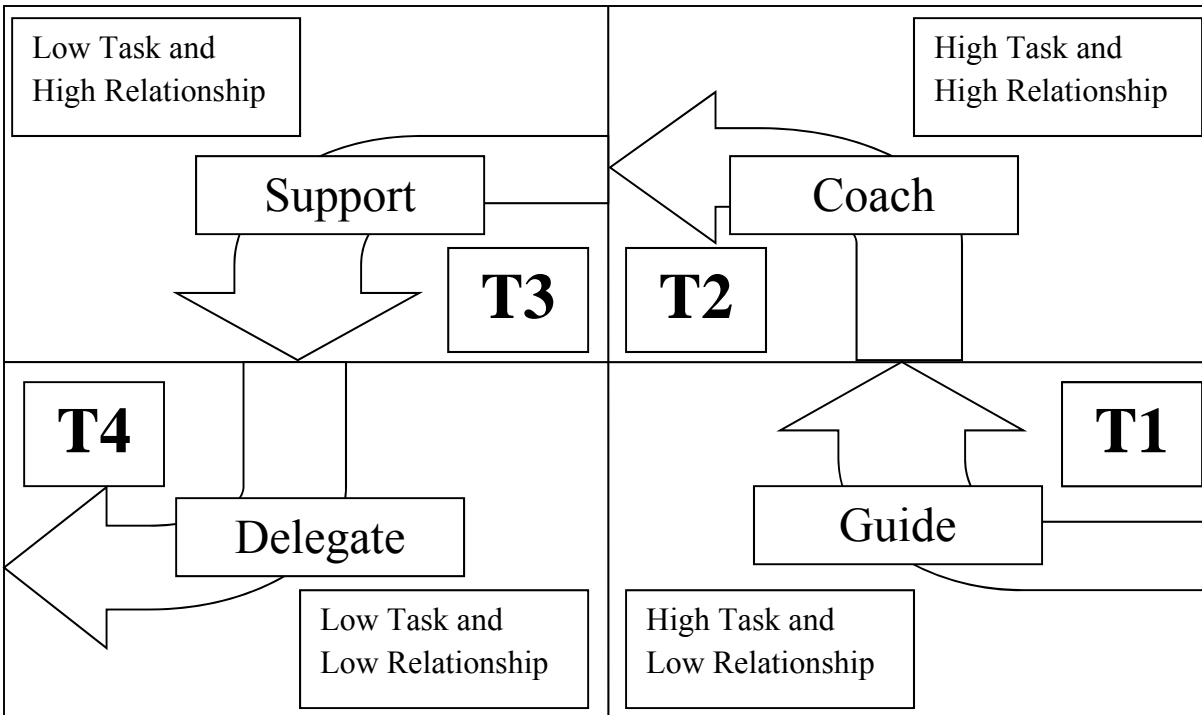 Low Task and
High Relationship
Support
T3
High Task and
High Relationship
Coach
T2
T4
Delegate
Low Task and
Low Relationship
T1
Guide
High Task and
Low Relationship